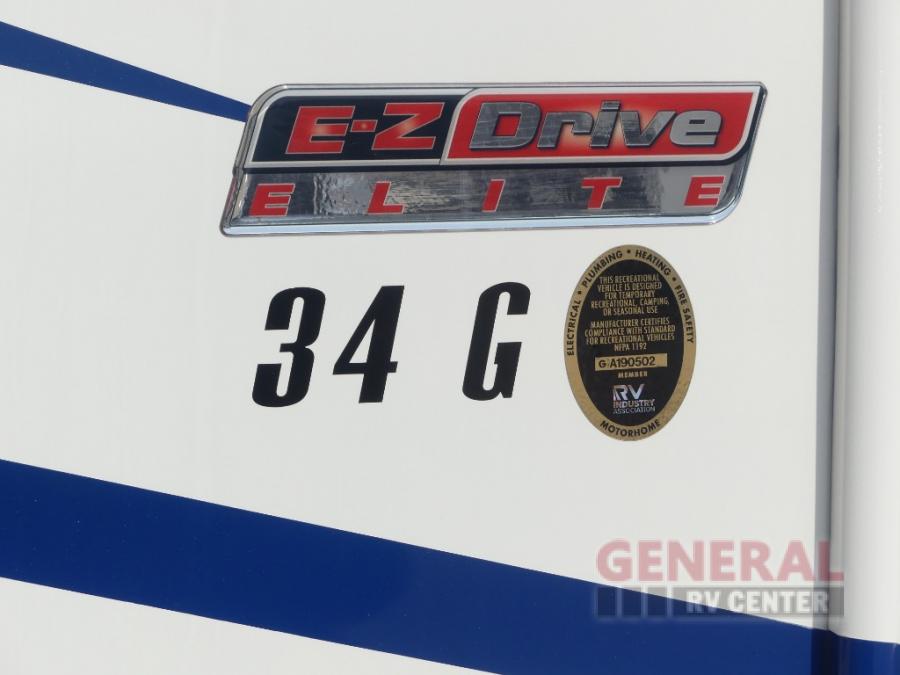 E-Z Drive
ELITE
34 G
ELECTRICAL • PLUMBING • HEATING • FIRE SAFETY
THIS RECREATIONAL
VEHICLE IS DESIGNED
FOR TEMPORARY
RECREATIONAL, CAMPING,
OR SEASONAL USE
MANUFACTURER CERTIFIES
COMPLIANCE WITH STANDARD
FOR RECREATIONAL VEHICLES
NFPA 1192
G/A190502
MEMBER
RV
INDUSTRY
ASSOCIATION
MOTORHOME
GENERAL
RV CENTER